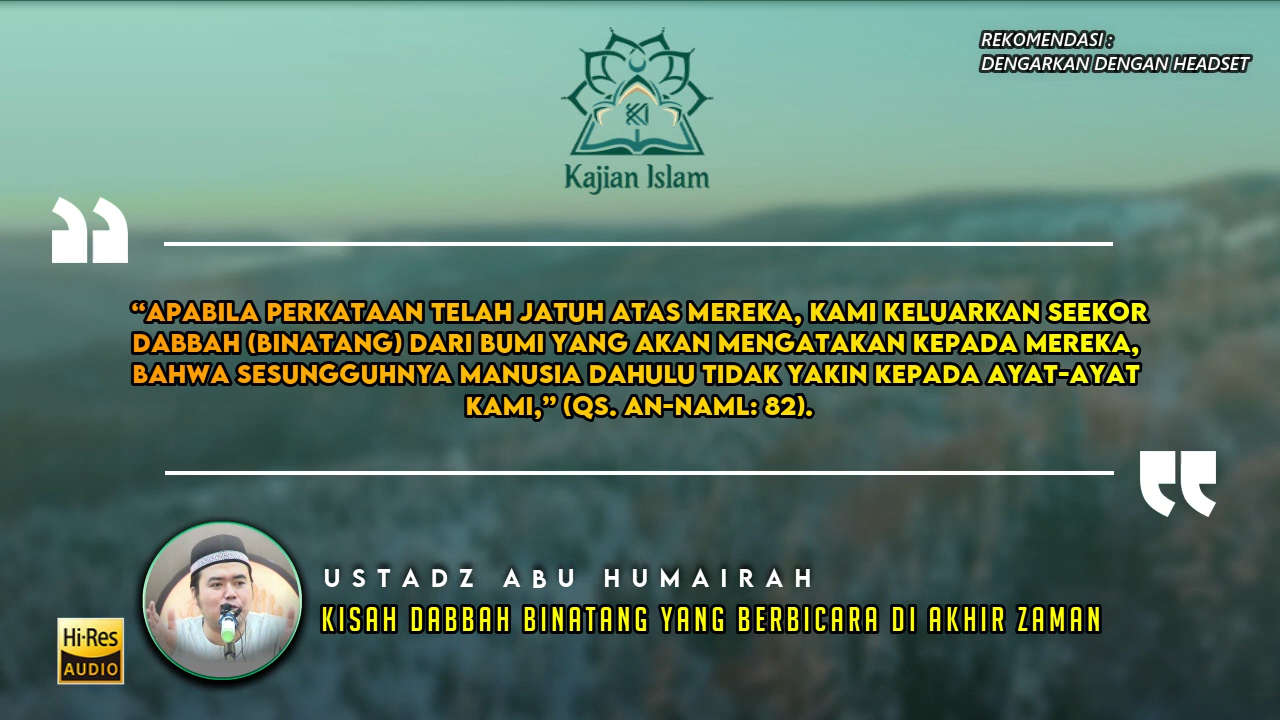 REKOMENDASI :
DENGARKAN DENGAN HEADSET
Kajian Islam
“APABILA PERKATAAN TELAH JATUH ATAS MEREKA, KAMI KELUARKAN SEEKOR
DABBAH (BINATANG) DARI BUMI YANG AKAN MENGATAKAN KEPADA MEREKA,
BAHWA SESUNGGUHNYA MANUSIA DAHULU TIDAK YAKIN KEPADA AYAT-AYAT
KAMI,” (QS. AN-NAML: 82).
USTADZ ABU HUMAIRAH
KISAH DABBAH BINATANG YANG BERBICARA DI AKHIR ZAMAN
Hi-Res
AUDIO